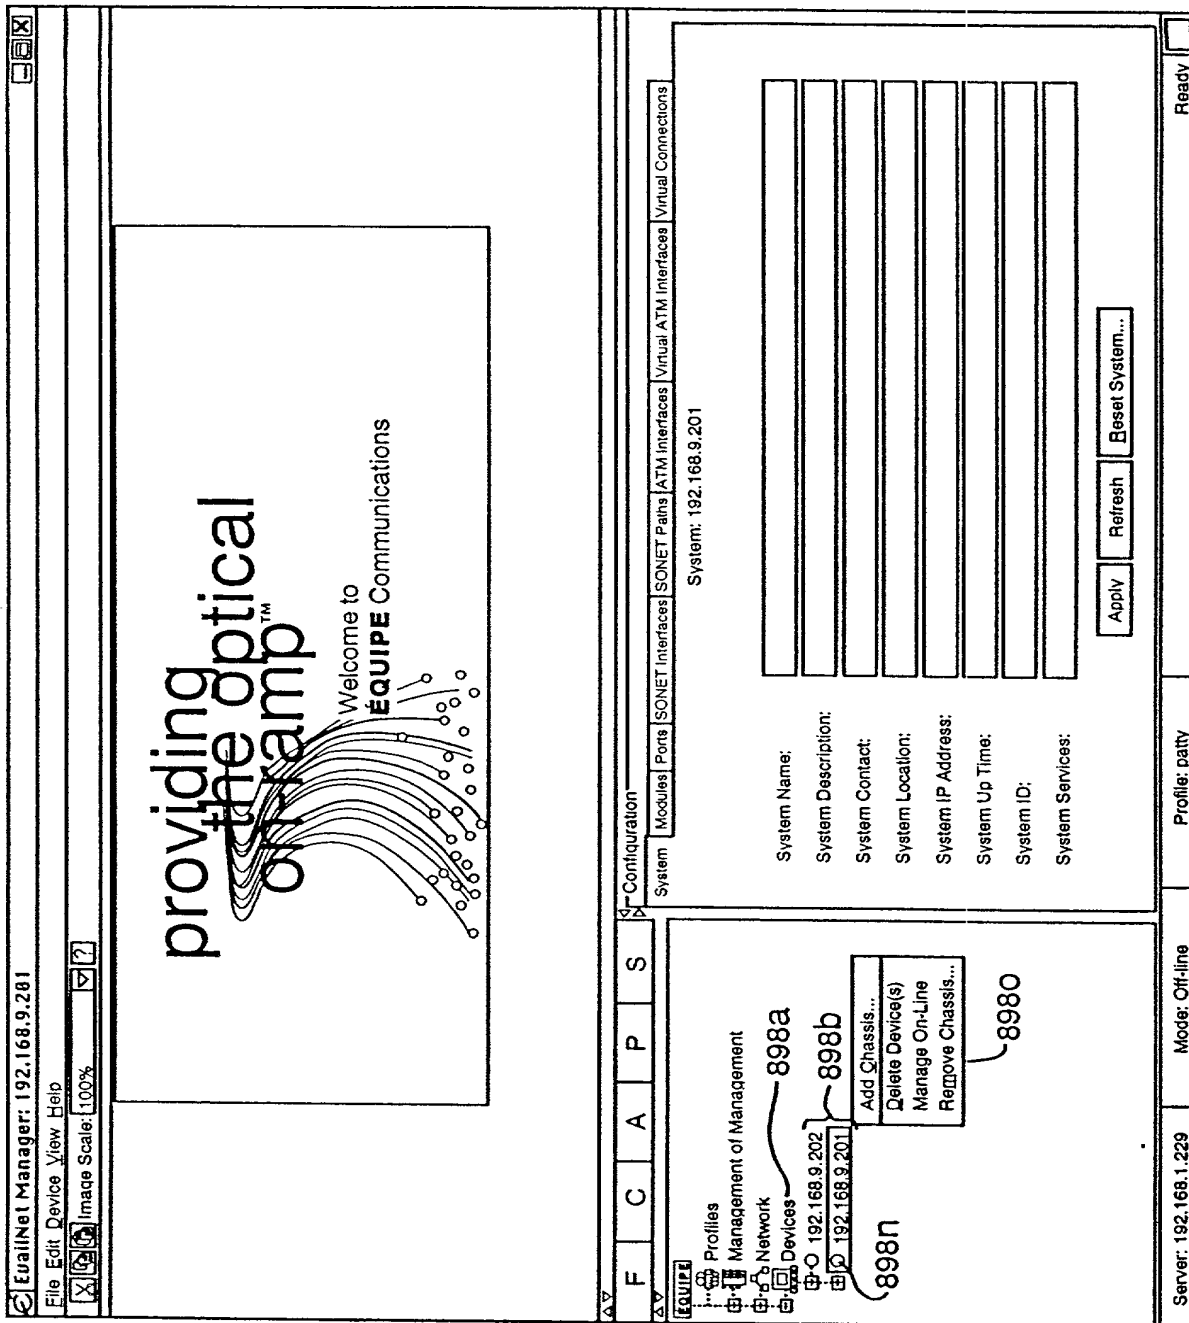 EvailNet Manager: 192.168.9.201
File Edit Device View Help
Image Scale: 100% ?
providing
the optical
on-ramp™
Welcome to
EQUIPE Communications
F C A P S
EQUIPE
Profiles
Management of Management
Network
Devices
898a
192.168.9.202
192.168.9.201
898b
898n
Add Chassis...
Delete Device(s)
Manage On-Line
Remove Chassis...
898o
Configuration
System Modules Ports SONET Interfaces SONET Paths ATM Interfaces Virtual ATM Interfaces Virtual Connections
System: 192.168.9.201
System Name:
System Description:
System Contact:
System Location:
System IP Address:
System Up Time:
System ID:
System Services:
Apply Refresh Reset System...
Server: 192.168.1.229 Mode: Off-line Profile: patty Ready